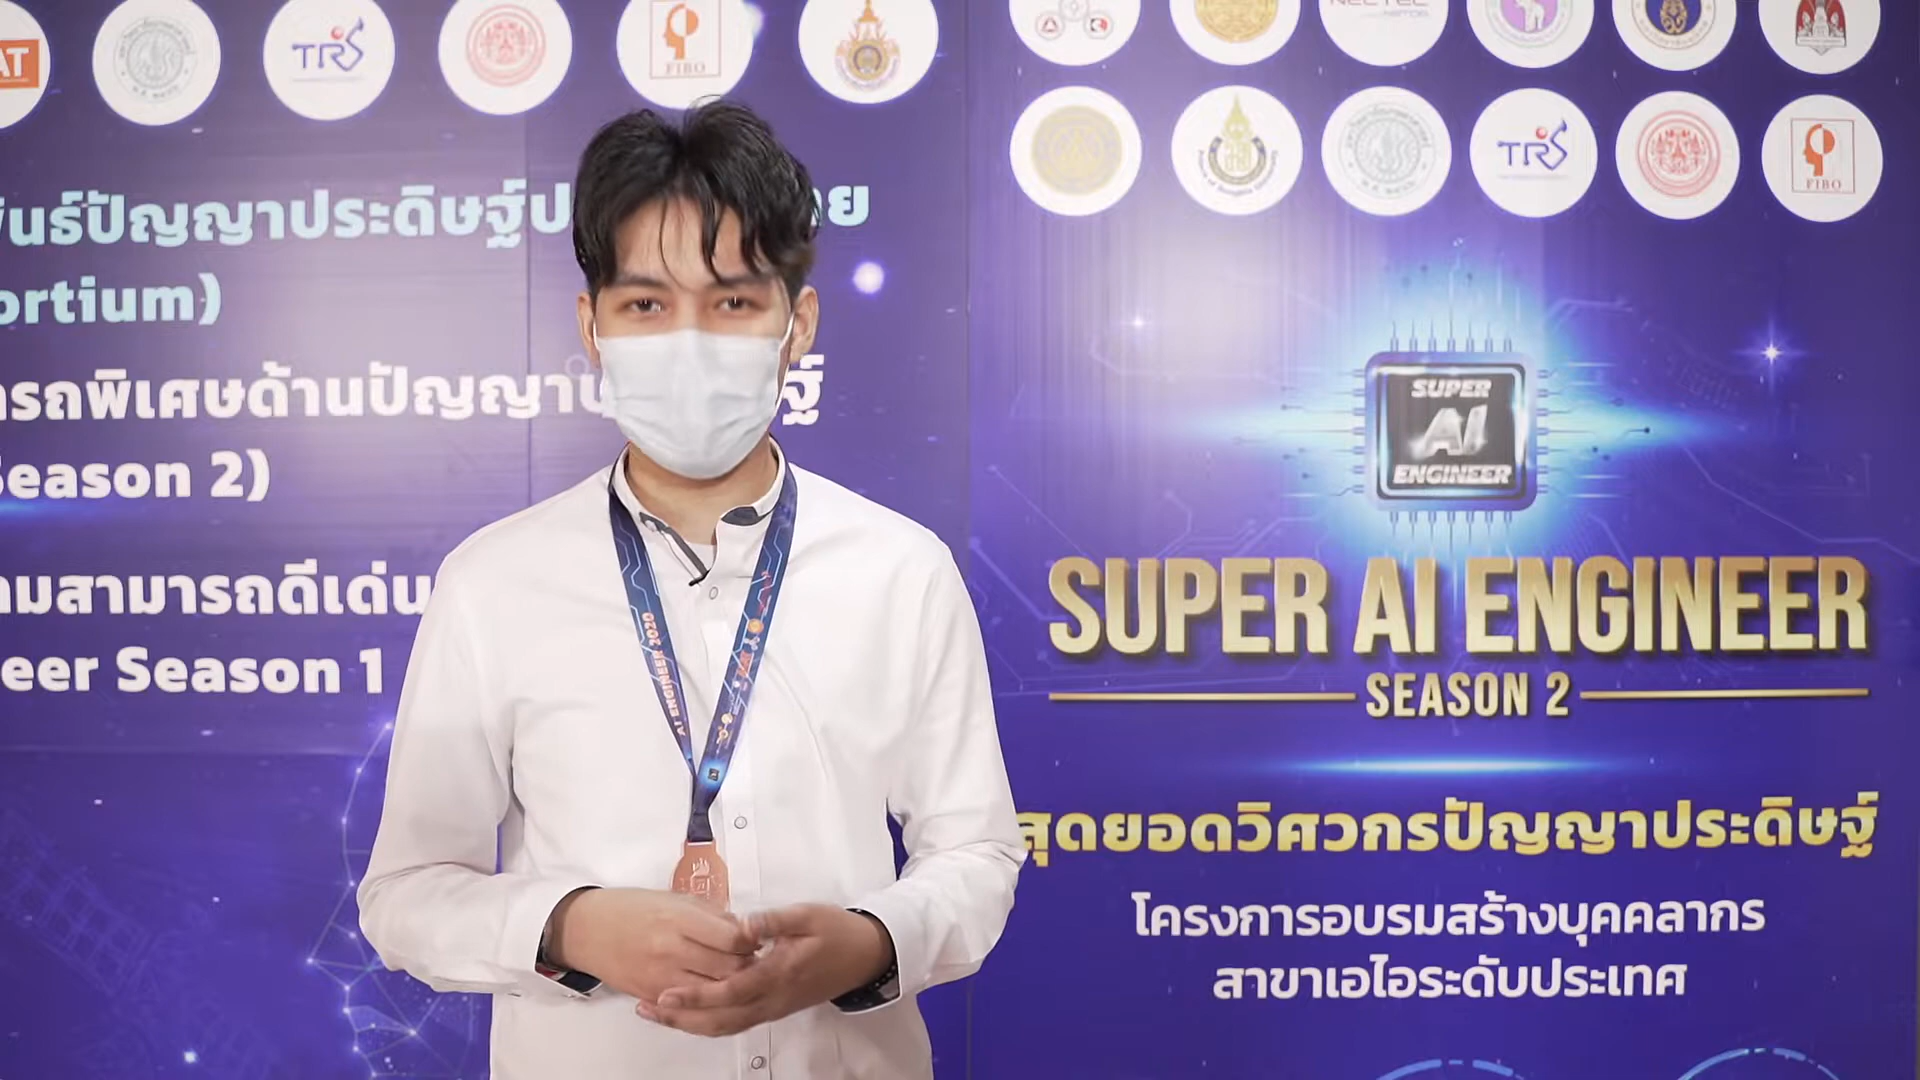 AT
TRS
FIBO
NECTEC
TRS
FIBO
ปัญญาประดิษฐ์
ortium)
พิเศษด้านปัญญา
Season 2)
สามารถดีเด่น
eer Season 1
SUPER
AI
ENGINEER
SUPER AI ENGINEER
SEASON 2
สุดยอดวิศวกรปัญญาประดิษฐ์
โครงการอบรมสร้างบุคคลากร
สาขาเอไอระดับประเทศ
AI ENGINEER 2020